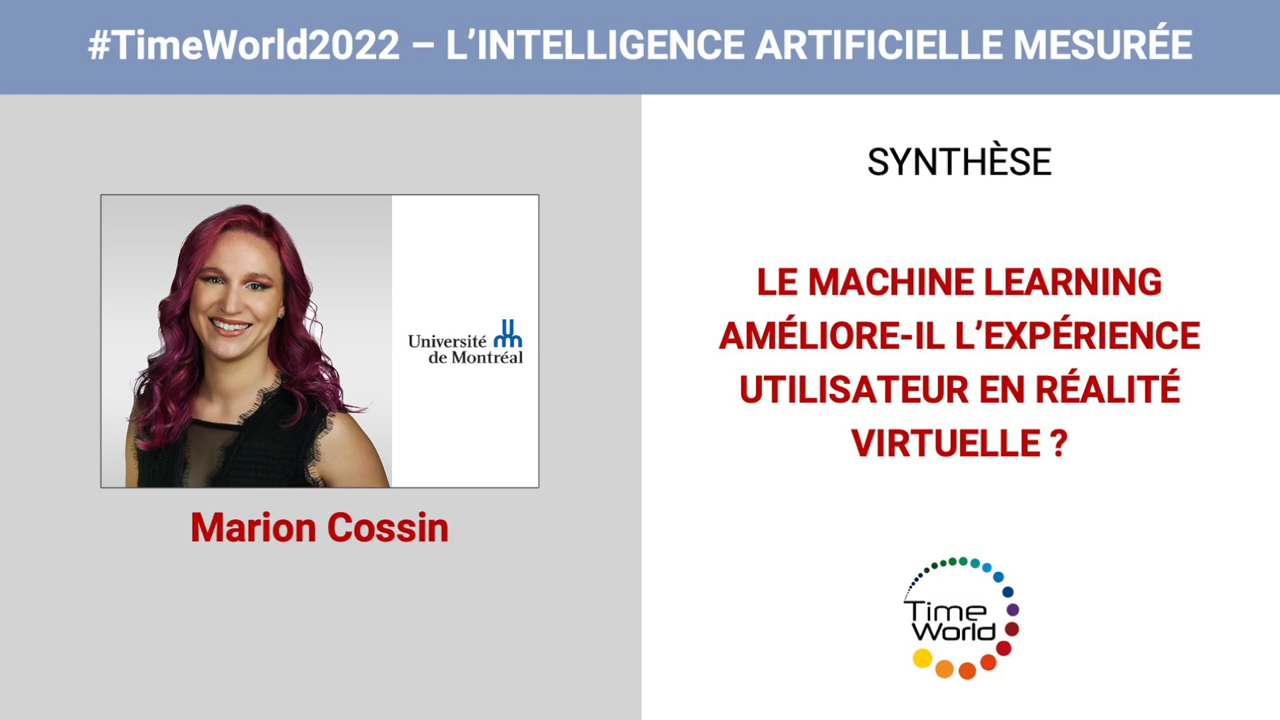 #TimeWorld2022 – L’INTELLIGENCE ARTIFICIELLE MESURÉE
Université
de Montréal
Marion Cossin
SYNTHÈSE
LE MACHINE LEARNING
AMÉLIORE-IL L’EXPÉRIENCE
UTILISATEUR EN RÉALITÉ
VIRTUELLE ?
Time
World